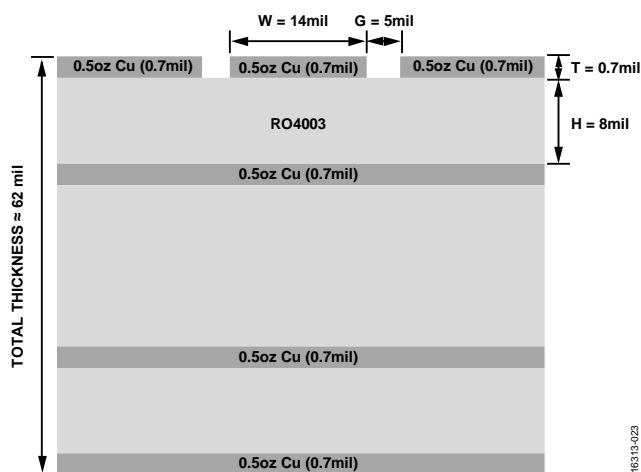 W = 14mil
G = 5mil
0.5oz Cu (0.7mil)
0.5oz Cu (0.7mil)
0.5oz Cu (0.7mil)
T = 0.7mil
RO4003
H = 8mil
0.5oz Cu (0.7mil)
TOTAL THICKNESS ≈ 62 mil
0.5oz Cu (0.7mil)
0.5oz Cu (0.7mil)
16313-023